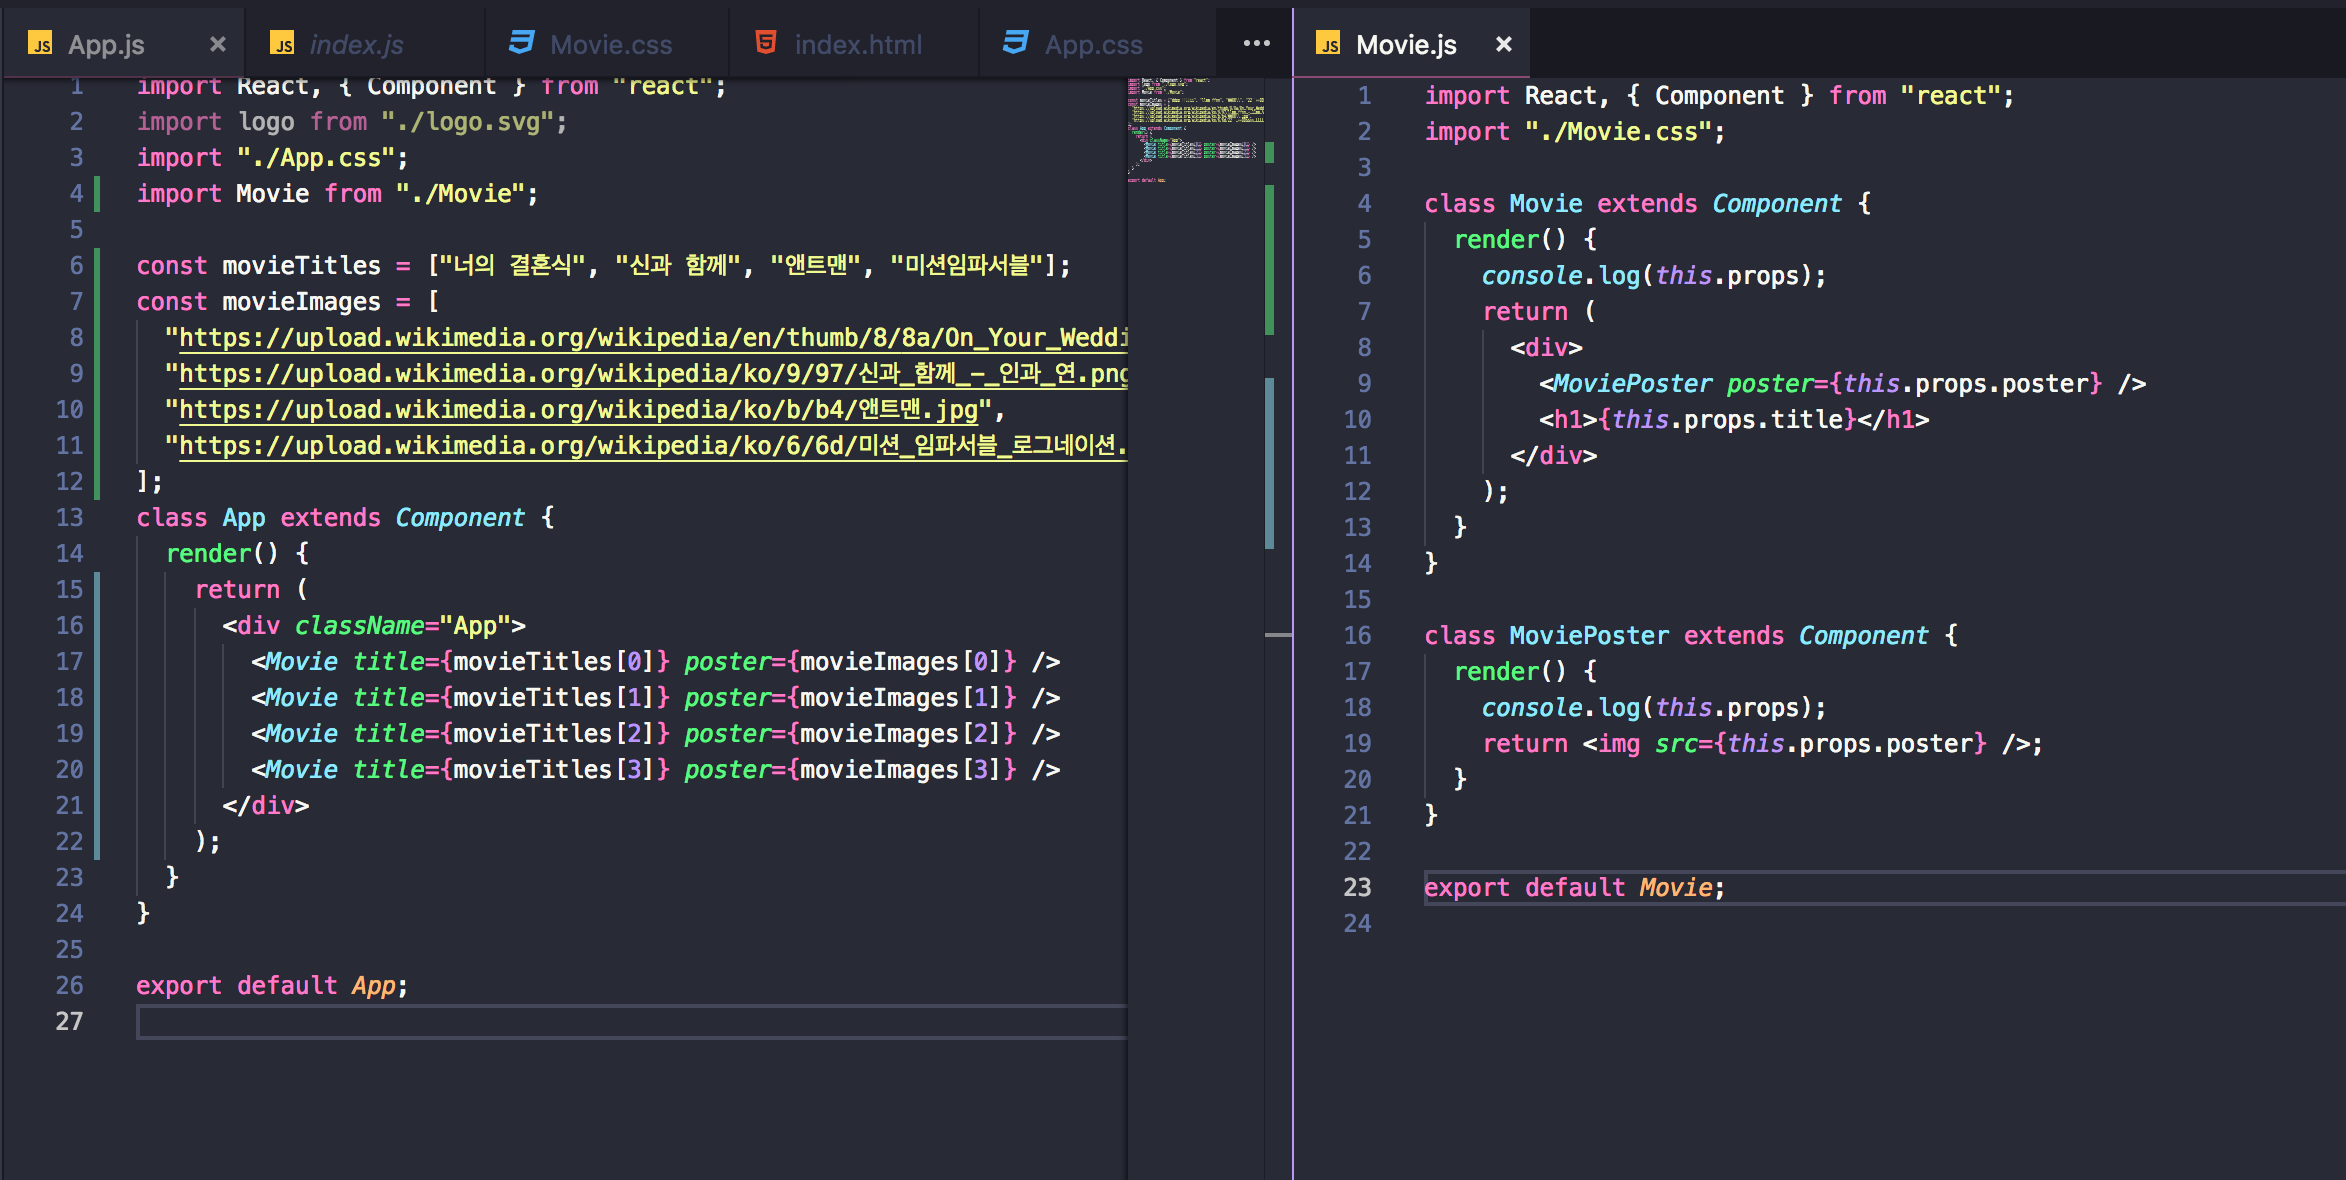 App.js × index.js Movie.css index.html App.css ...
1 import React, { Component } from "react";
2 import logo from "./logo.svg";
3 import "./App.css";
4 import Movie from "./Movie";
5
6 const movieTitles = ["너의 결혼식", "신과 함께", "앤트맨", "미션임파서블"];
7 const movieImages = [
8 "https://upload.wikimedia.org/wikipedia/en/thumb/8/8a/On_Your_Weddi
9 "https://upload.wikimedia.org/wikipedia/ko/9/97/신과_함께_-_인과_연.png
10 "https://upload.wikimedia.org/wikipedia/ko/b/b4/앤트맨.jpg",
11 "https://upload.wikimedia.org/wikipedia/ko/6/6d/미션_임파서블_로그네이션.
12 ];
13 class App extends Component {
14 render() {
15 return (
16 <div className="App">
17 <Movie title={movieTitles[0]} poster={movieImages[0]} />
18 <Movie title={movieTitles[1]} poster={movieImages[1]} />
19 <Movie title={movieTitles[2]} poster={movieImages[2]} />
20 <Movie title={movieTitles[3]} poster={movieImages[3]} />
21 </div>
22 );
23 }
24 }
25
26 export default App;
27
Movie.js ×
1 import React, { Component } from "react";
2 import "./Movie.css";
3
4 class Movie extends Component {
5 render() {
6 console.log(this.props);
7 return (
8 <div>
9 <MoviePoster poster={this.props.poster} />
10 <h1>{this.props.title}</h1>
11 </div>
12 );
13 }
14 }
15
16 class MoviePoster extends Component {
17 render() {
18 console.log(this.props);
19 return <img src={this.props.poster} />;
20 }
21 }
22
23 export default Movie;
24